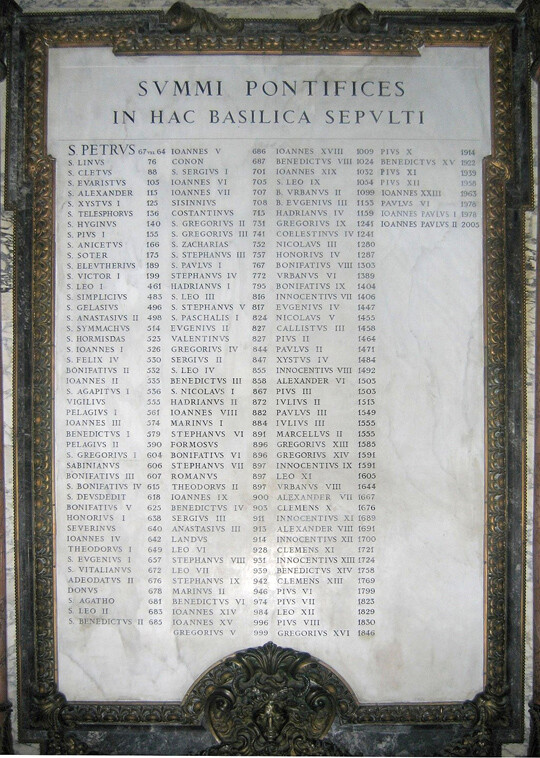 SVMMI PONTIFICES
IN HAC BASILICA SEPVLTI
S PETRVS 67 VEL 64
S. LINVS 76
S. CLETVS 88
S. EVARISTVS 105
S. ALEXANDER 115
S. XYSTVS I 125
S. TELESPHORVS 136
S. HYGINVS 140
S. PIVS I 155
S. ANICETVS 166
S. SOTER 175
S. ELEVTHERIVS 189
S. VICTOR I 199
S. LEO I 461
S. SIMPLICIVS 483
S. GELASIVS 496
S. ANASTASIVS II 498
S. SYMMACHVS 514
S. HORMISDAS 523
S. IOANNES I 526
S. FELIX IV 530
BONIFATIVS II 532
IOANNES II 535
S. AGAPITVS I 536
VIGILIVS 555
PELAGIVS I 561
IOANNES III 574
BENEDICTVS I 579
PELAGIVS II 590
S. GREGORIVS I 604
SABINIANVS 606
BONIFATIVS III 607
S. BONIFATIVS IV 615
S. DEVSDEDIT 618
BONIFATIVS V 625
HONORIVS I 638
SEVERINVS 640
IOANNES IV 642
THEODORVS I 649
S. EVGENIVS I 657
S. VITALIANVS 672
ADEODATVS II 676
DONVS 678
S. AGATHO 681
S. LEO II 683
S. BENEDICTVS II 685
IOANNES V 686
CONON 687
S. SERGIVS I 701
IOANNES VI 705
IOANNES VII 707
SISINNIVS 708
COSTANTINVS 715
S. GREGORIVS II 731
S. GREGORIVS III 741
S. ZACHARIAS 752
S. STEPHANVS III 757
S. PAVLVS I 767
STEPHANVS IV 772
HADRIANVS I 795
S. LEO III 816
S. STEPHANVS V 817
S. PASCHALIS I 824
EVGENIVS II 827
VALENTINVS 827
GREGORIVS IV 844
SERGIVS II 847
S. LEO IV 855
BENEDICTVS III 858
S. NICOLAVS I 867
HADRIANVS II 872
IOANNES VIII 882
MARINVS I 884
STEPHANVS VI 891
FORMOSVS 896
BONIFATIVS VI 896
STEPHANVS VII 897
ROMANVS 897
THEODORVS II 897
IOANNES IX 900
BENEDICTVS IV 903
SERGIVS III 911
ANASTASIVS III 913
LANDVS 914
LEO VI 928
STEPHANVS VIII 931
LEO VII 939
STEPHANVS IX 942
MARINVS II 946
BENEDICTVS VI 974
IOANNES XIV 984
IOANNES XV 996
GREGORIVS V 999
IOANNES XVIII 1009
BENEDICTVS VIII 1024
IOANNES XIX 1032
S. LEO IX 1054
B. VRBANVS II 1099
B. EVGENIVS III 1153
HADRIANVS IV 1159
GREGORIVS IX 1241
COELESTINVS IV 1241
NICOLAVS III 1280
HONORIVS IV 1287
BONIFATIVS VIII 1303
VRBANVS VI 1389
BONIFATIVS IX 1404
INNOCENTIVS VII 1406
EVGENIVS IV 1447
NICOLAVS V 1455
CALLISTVS III 1458
PIVS II 1464
PAVLVS II 1471
XYSTVS IV 1484
INNOCENTIVS VIII 1492
ALEXANDER VI 1503
PIVS III 1503
IVLIVS II 1513
PAVLVS III 1549
IVLIVS III 1555
MARCELLVS II 1555
GREGORIVS XIII 1585
GREGORIVS XIV 1591
INNOCENTIVS IX 1591
LEO XI 1605
VRBANVS VIII 1644
ALEXANDER VII 1667
CLEMENS X 1676
INNOCENTIVS XI 1689
ALEXANDER VIII 1691
INNOCENTIVS XII 1700
CLEMENS XI 1721
INNOCENTIVS XIII 1724
BENEDICTVS XIV 1758
CLEMENS XIII 1769
PIVS VI 1799
PIVS VII 1823
LEO XII 1829
PIVS VIII 1830
GREGORIVS XVI 1846
PIVS X 1914
BENEDICTVS XV 1922
PIVS XI 1939
PIVS XII 1958
IOANNES XXIII 1963
PAVLVS VI 1978
IOANNES PAVLVS I 1978
IOANNES PAVLVS II 2005